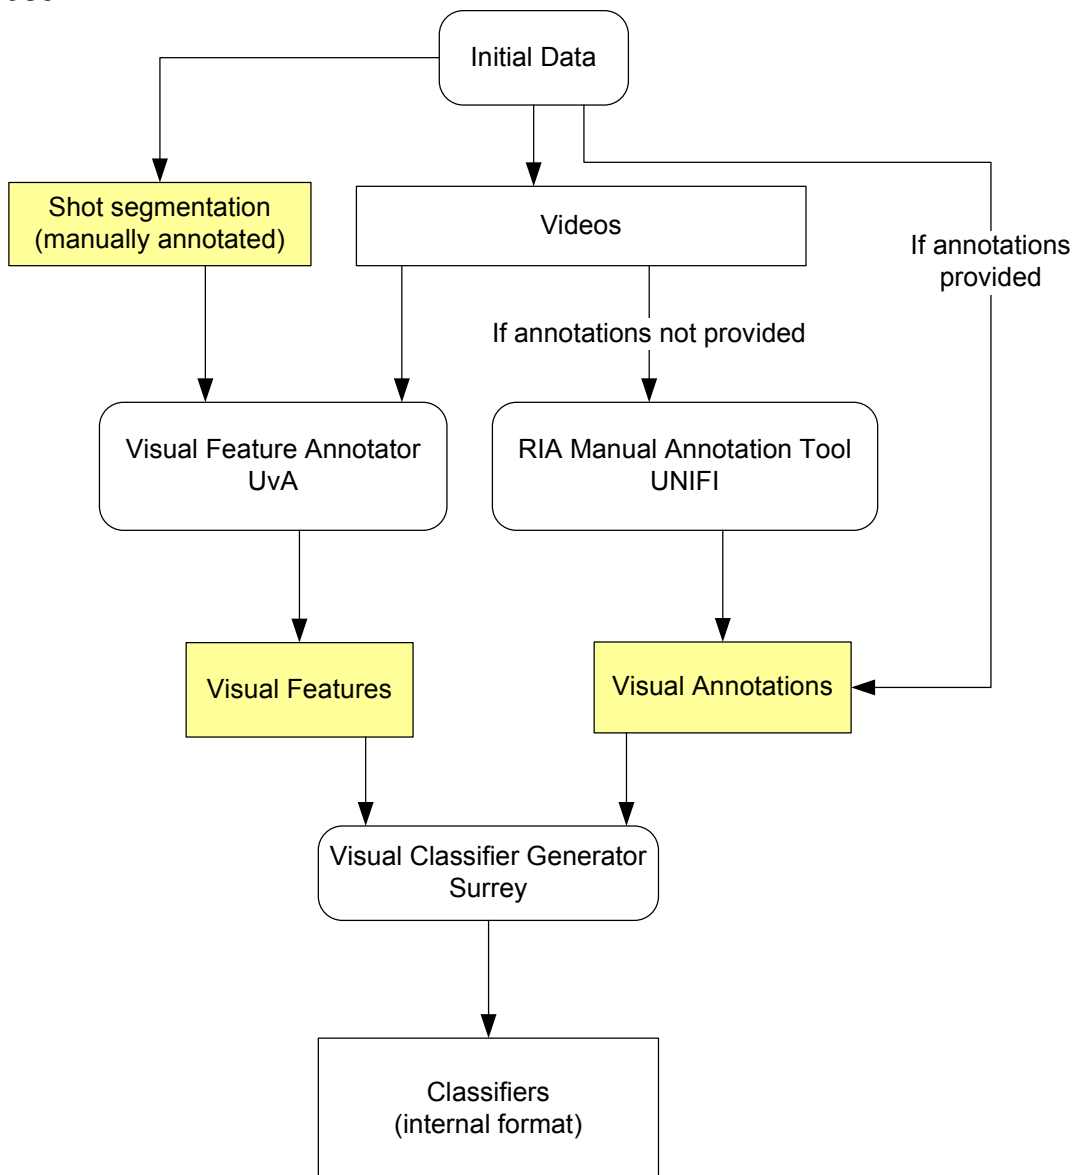 Initial Data
Shot segmentation
(manually annotated)
Videos
If annotations
provided
If annotations not provided
Visual Feature Annotator
UvA
RIA Manual Annotation Tool
UNIFI
Visual Features
Visual Annotations
Visual Classifier Generator
Surrey
Classifiers
(internal format)